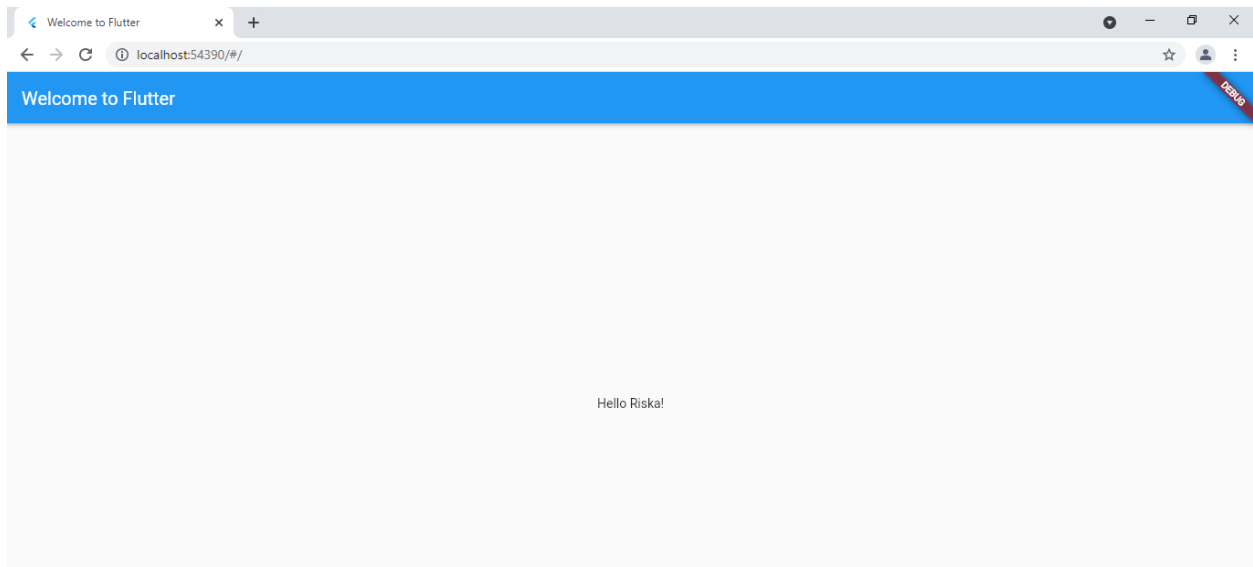 Welcome to Flutter
localhost:54390/#/
Welcome to Flutter
DEBUG
Hello Riska!